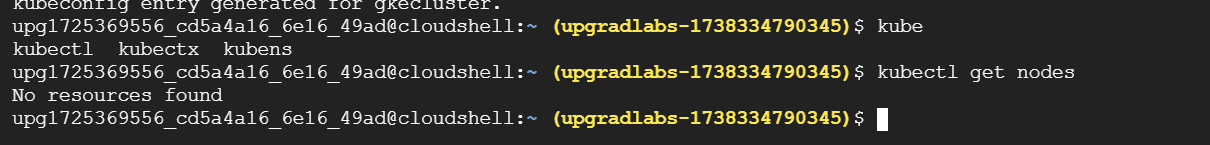 kubeconfig entry generated for gkecluster.
upg1725369556_cd5a4a16_6e16_49ad@cloudshell:~ (upgradlabs-1738334790345)$ kube
kubectl  kubectx  kubens
upg1725369556_cd5a4a16_6e16_49ad@cloudshell:~ (upgradlabs-1738334790345)$ kubectl get nodes
No resources found
upg1725369556_cd5a4a16_6e16_49ad@cloudshell:~ (upgradlabs-1738334790345)$